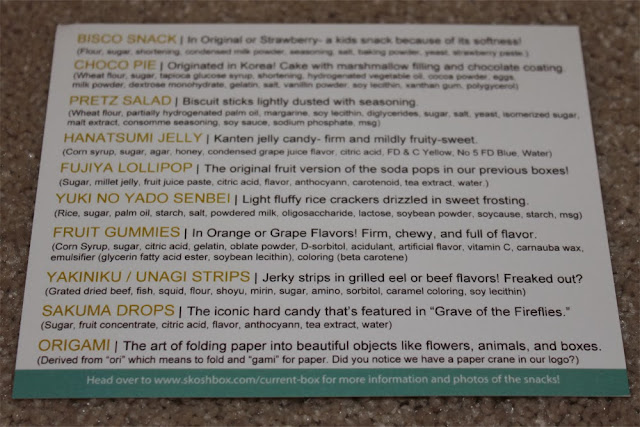 BISCO SNACK | In Original or Strawberry- a kids snack because of its softness!
(Flour, sugar, shortening, condensed milk powder, seasoning, salt, baking powder, yeast, strawberry paste.)
CHOCO PIE | Originated in Korea! Cake with marshmallow filling and chocolate coating.
(Wheat flour, sugar, tapioca glucose syrup, shortening, hydrogenated vegetable oil, cocoa powder, eggs,
milk powder, dextrose monohydrate, gelatin, salt, vanillin powder, soy lecithin, xanthan gum, polyglycerol)
PRETZ SALAD | Biscuit sticks lightly dusted with seasoning.
(Wheat flour, partially hydrogenated palm oil, margarine, soy lecithin, diglycerides, sugar, salt, yeast, isomerized sugar,
malt extract, consomme seasoning, soy sauce, sodium phosphate, msg)
HANATSUMI JELLY | Kanten jelly candy- firm and mildly fruity-sweet.
(Corn syrup, sugar, agar, honey, condensed grape juice flavor, citric acid, FD & C Yellow, No 5 FD Blue, Water)
FUJIYA LOLLIPOP | The original fruit version of the soda pops in our previous boxes!
(Sugar, millet jelly, fruit juice paste, citric acid, flavor, anthocyann, carotenoid, tea extract, water.)
YUKI NO YADO SENBEI | Light fluffy rice crackers drizzled in sweet frosting.
(Rice, sugar, palm oil, starch, salt, powdered milk, oligosaccharide, lactose, soybean powder, soycause, starch, msg)
FRUIT GUMMIES | In Orange or Grape Flavors! Firm, chewy, and full of flavor.
(Corn Syrup, sugar, citric acid, gelatin, oblate powder, D-sorbitol, acidulant, artificial flavor, vitamin C, carnauba wax,
emulsifier (glycerin fatty acid ester, soybean lecithin), coloring (beta carotene)
YAKINIKU / UNAGI STRIPS | Jerky strips in grilled eel or beef flavors! Freaked out?
(Grated dried beef, fish, squid, flour, shoyu, mirin, sugar, amino, sorbitol, caramel coloring, soy lecithin)
SAKUMA DROPS | The iconic hard candy that's featured in "Grave of the Fireflies."
(Sugar, fruit concentrate, citric acid, flavor, anthocyann, tea extract, water)
ORIGAMI | The art of folding paper into beautiful objects like flowers, animals, and boxes.
(Derived from "ori" which means to fold and "gami" for paper. Did you notice we have a paper crane in our logo?)
Head over to www.skoshbox.com/current-box for more information and photos of the snacks!